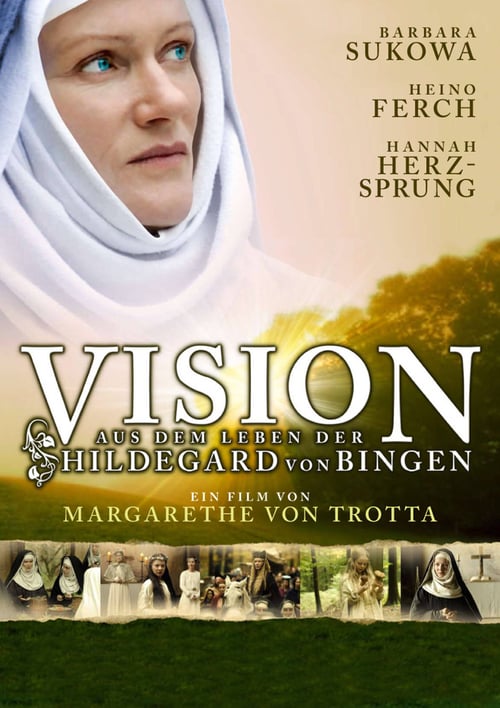 BARBARA
SUKOWA
HEINO
FERCH
HANNAH
HERZ-
SPRUNG
VISION
AUS DEM LEBEN DER
HILDEGARD VON BINGEN
EIN FILM VON
MARGARETHE VON TROTTA